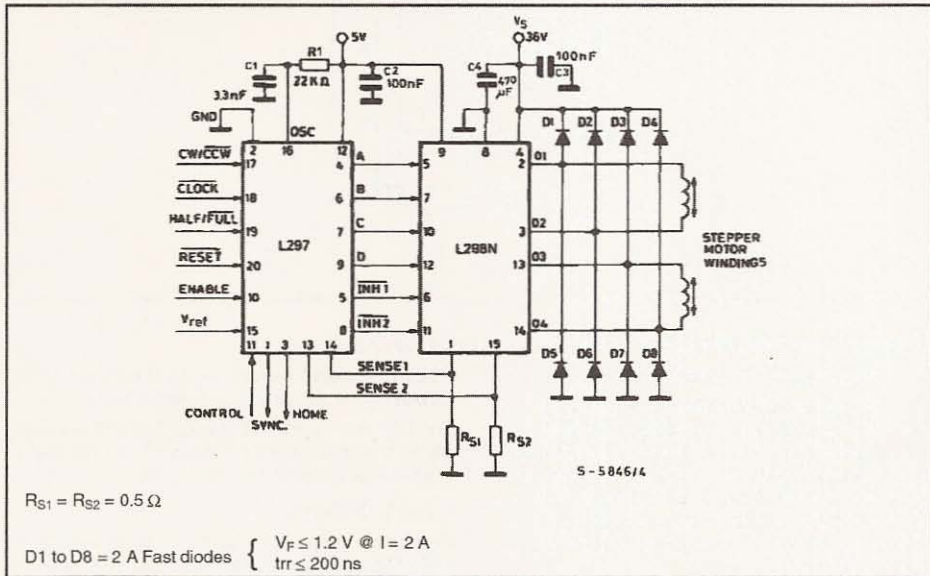 Vs
5V
36V
R1
C1
22KΩ
3.3nF
C2
100nF
C4
470
µF
100nF
C3
GND
OSC
D1 D2 D3 D4
2 16 12
9 8 4
CW/CCW 17
4 A 5
2 O1
CLOCK 18
6 B 7
HALF/FULL 19
7 C 10
3 O2
L297
L298N
STEPPER
MOTOR
WINDINGS
RESET 20
9 D 12
13 O3
ENABLE 10
5 INH1 6
Vref 15
8 INH2 11
14 O4
11 1 3 13 14
1 15
D5 D6 D7 D8
SENSE 1
SENSE 2
CONTROL
HOME
SYNC.
RS1
RS2
S-5846/4
RS1 = RS2 = 0.5 Ω
D1 to D8 = 2 A Fast diodes { VF ≤ 1.2 V @ I = 2 A
trr ≤ 200 ns